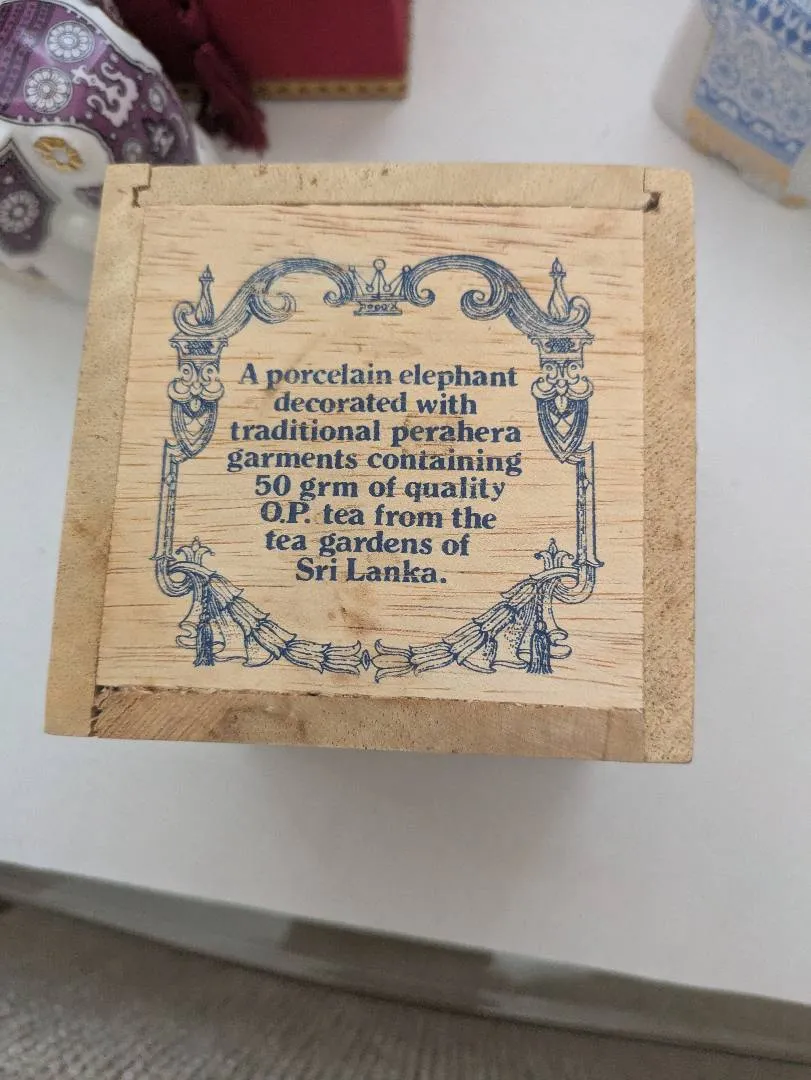 A porcelain elephant
decorated with
traditional perahera
garments containing
50 grm of quality
O.P. tea from the
tea gardens of
Sri Lanka.